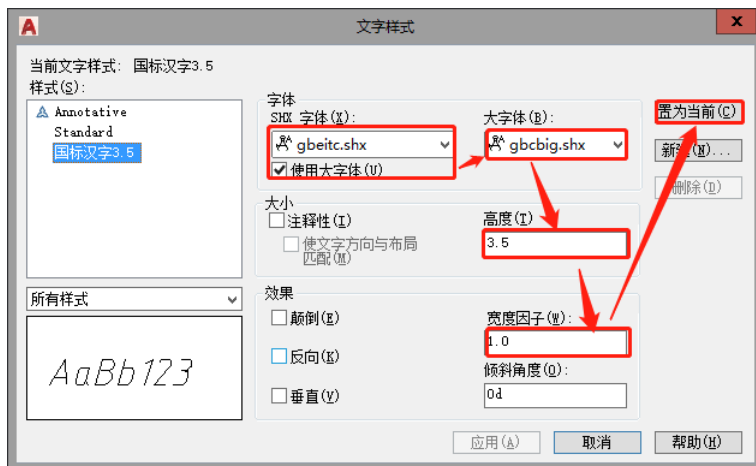 文字样式
当前文字样式: 国标汉字3.5
样式(S):
Annotative
Standard
国标汉字3.5
所有样式
AaBb123
字体
SHX 字体(X):
gbeitc.shx
使用大字体(U)
大字体(B):
gbcbig.shx
大小
注释性(I)
使文字方向与布局
匹配(M)
高度(T)
3.5
效果
颠倒(E)
反向(K)
垂直(V)
宽度因子(W):
1.0
倾斜角度(O):
0d
置为当前(C)
新建(N)...
删除(D)
应用(A)
取消
帮助(H)